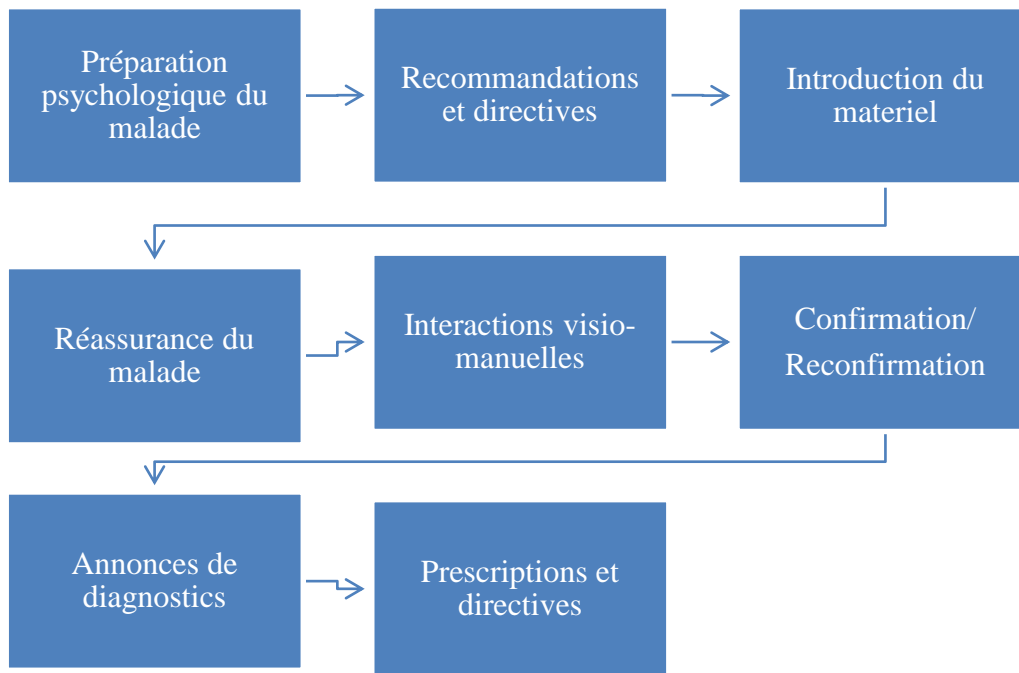 Préparation
psychologique du
malade
Recommandations
et directives
Introduction du
materiel
Réassurance du
malade
Interactions visio-
manuelles
Confirmation/
Reconfirmation
Annonces de
diagnostics
Prescriptions et
directives